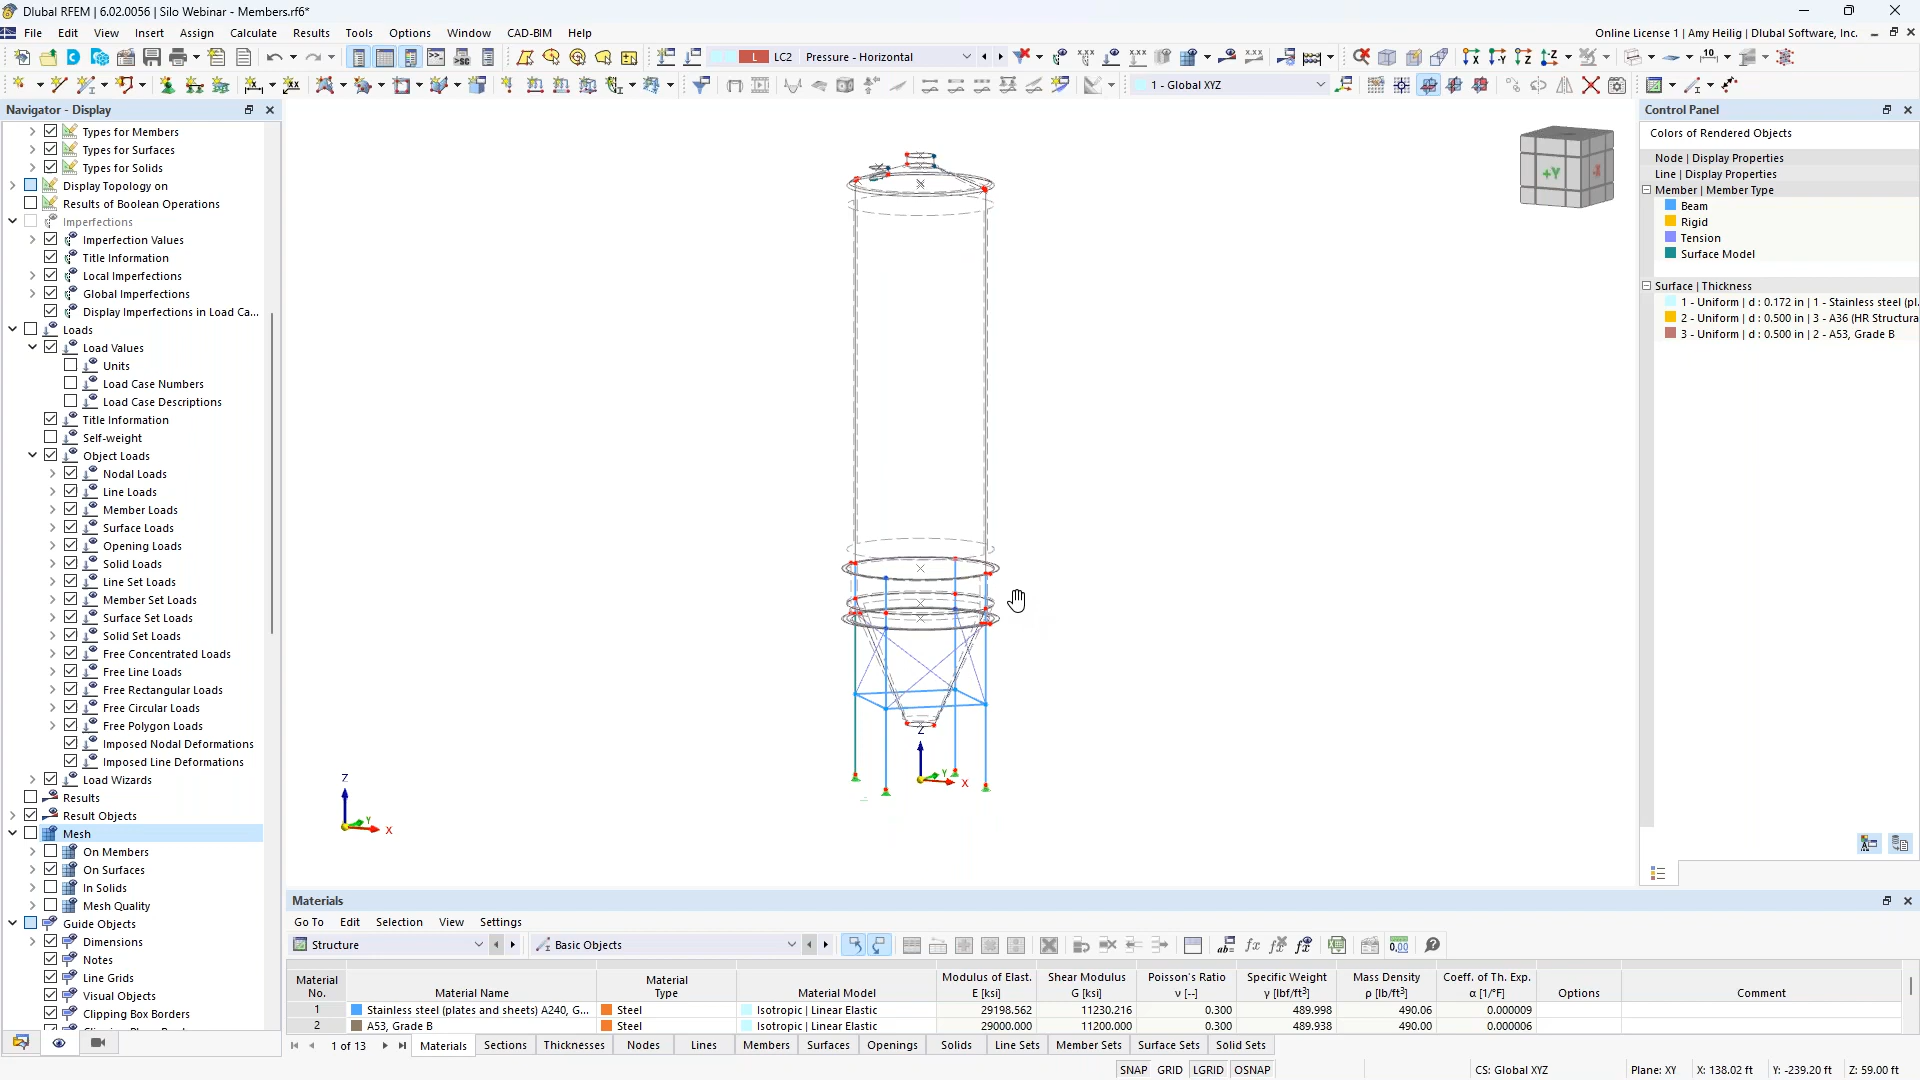 Dlubal RFEM | 6.02.0056 | Silo Webinar - Members.rf6*
File Edit View Insert Assign Calculate Results Tools Options Window CAD-BIM Help
Online License 1 | Amy Heilig | Dlubal Software, Inc.
L LC2 Pressure - Horizontal
1 - Global XYZ
Navigator - Display
Types for Members
Types for Surfaces
Types for Solids
Display Topology on
Results of Boolean Operations
Imperfections
Imperfection Values
Title Information
Local Imperfections
Global Imperfections
Display Imperfections in Load Ca...
Loads
Load Values
Units
Load Case Numbers
Load Case Descriptions
Title Information
Self-weight
Object Loads
Nodal Loads
Line Loads
Member Loads
Surface Loads
Opening Loads
Solid Loads
Line Set Loads
Member Set Loads
Surface Set Loads
Solid Set Loads
Free Concentrated Loads
Free Line Loads
Free Rectangular Loads
Free Circular Loads
Free Polygon Loads
Imposed Nodal Deformations
Imposed Line Deformations
Load Wizards
Results
Result Objects
Mesh
On Members
On Surfaces
In Solids
Mesh Quality
Guide Objects
Dimensions
Notes
Line Grids
Visual Objects
Clipping Box Borders
+Y
Z
Y
X
Z
Y
X
Control Panel
Colors of Rendered Objects
Node | Display Properties
Line | Display Properties
Member | Member Type
Beam
Rigid
Tension
Surface Model
Surface | Thickness
1 - Uniform | d : 0.172 in | 1 - Stainless steel (pl.
2 - Uniform | d : 0.500 in | 3 - A36 (HR Structura
3 - Uniform | d : 0.500 in | 2 - A53, Grade B
Materials
Go To Edit Selection View Settings
Structure Basic Objects
Material No. Material Name Material Type Material Model Modulus of Elast. E [ksi] Shear Modulus G [ksi] Poisson's Ratio ν [--] Specific Weight γ [lbf/ft³] Mass Density ρ [lb/ft³] Coeff. of Th. Exp. α [1/°F] Options Comment
1 Stainless steel (plates and sheets) A240, G... Steel Isotropic | Linear Elastic 29198.562 11230.216 0.300 489.998 490.06 0.000009
2 A53, Grade B Steel Isotropic | Linear Elastic 29000.000 11200.000 0.300 489.938 490.00 0.000006
1 of 13 Materials Sections Thicknesses Nodes Lines Members Surfaces Openings Solids Line Sets Member Sets Surface Sets Solid Sets
SNAP GRID LGRID OSNAP CS: Global XYZ Plane: XY X: 138.02 ft Y: -239.20 ft Z: 59.00 ft